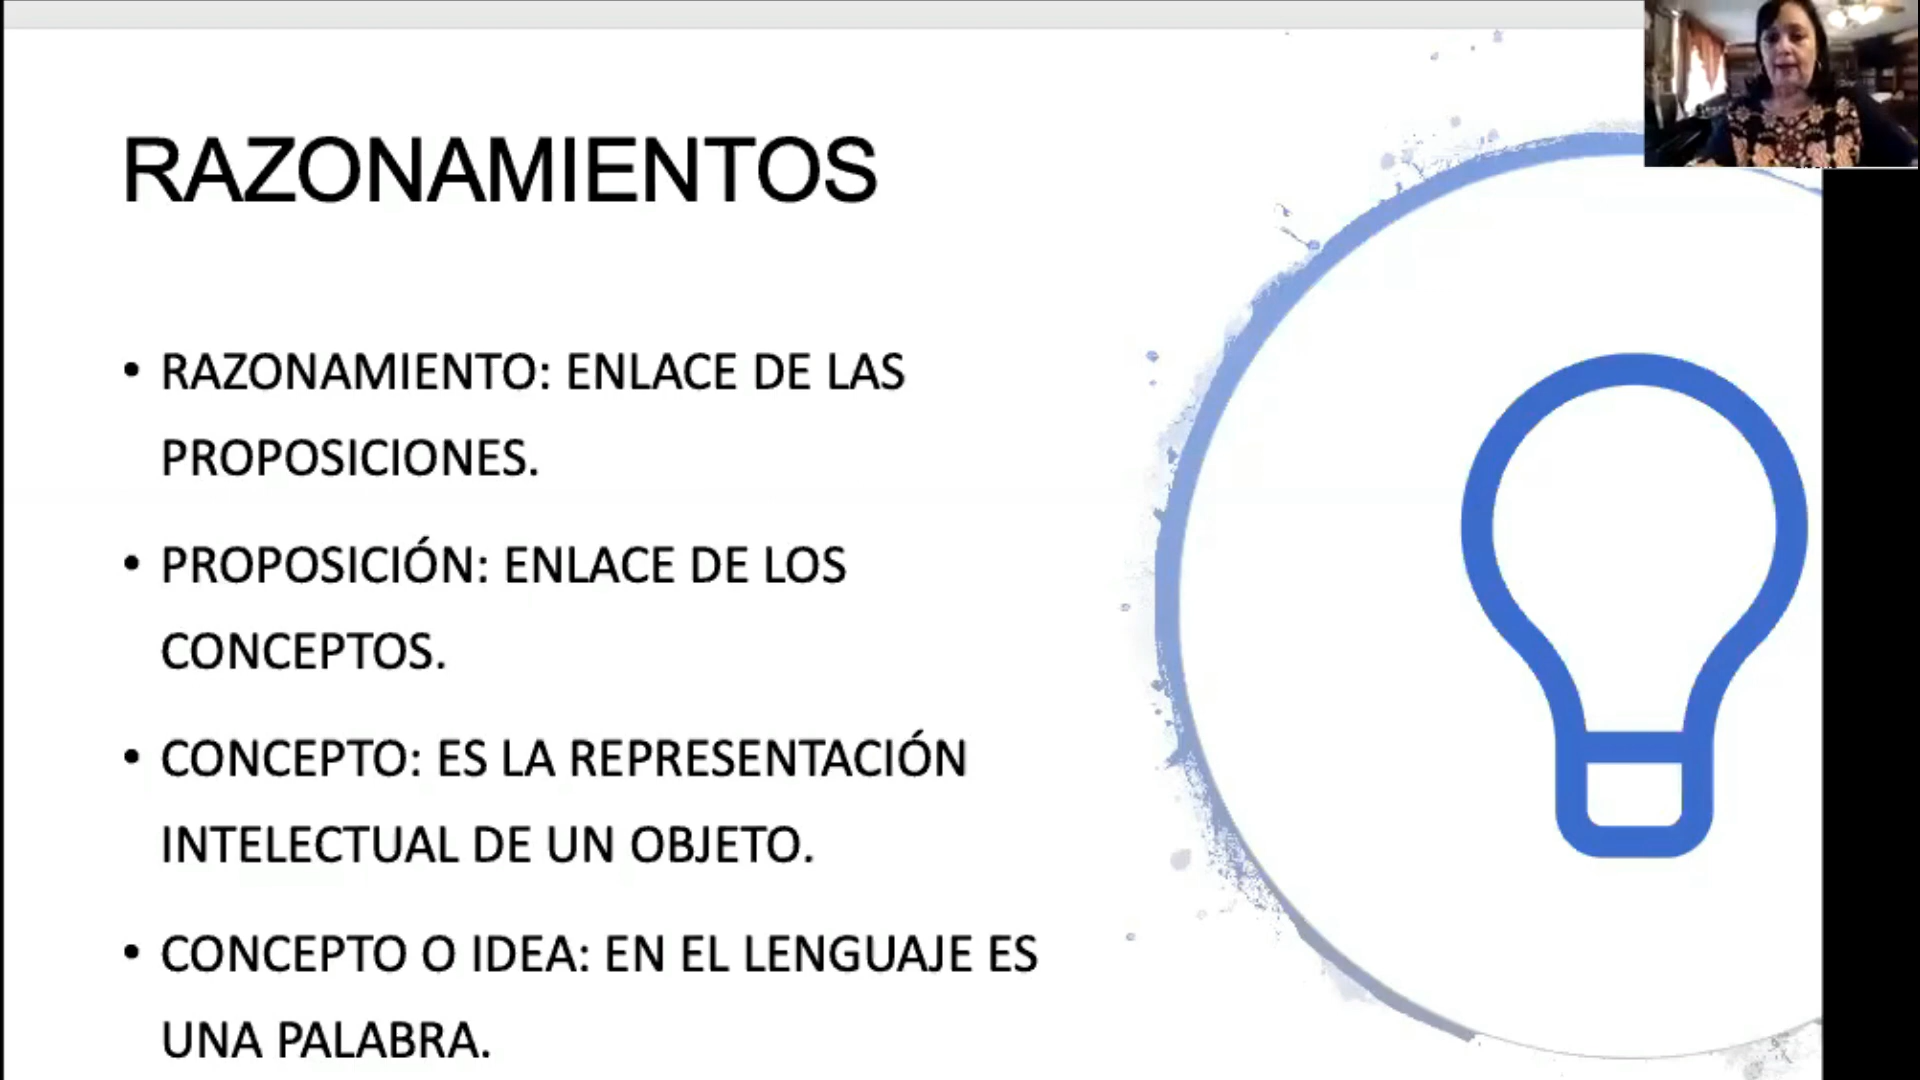 RAZONAMIENTOS
• RAZONAMIENTO: ENLACE DE LAS
PROPOSICIONES.
• PROPOSICIÓN: ENLACE DE LOS
CONCEPTOS.
• CONCEPTO: ES LA REPRESENTACIÓN
INTELECTUAL DE UN OBJETO.
• CONCEPTO O IDEA: EN EL LENGUAJE ES
UNA PALABRA.